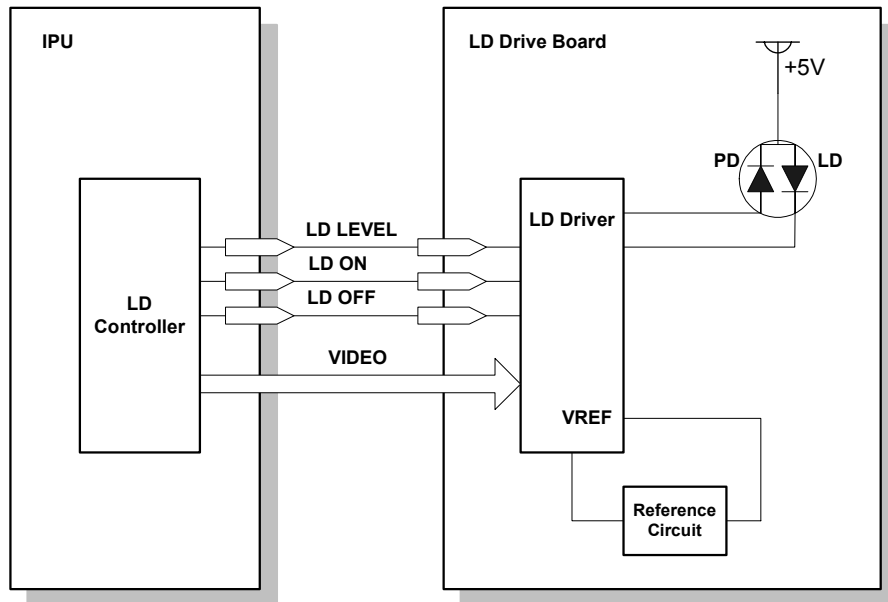 IPU
LD Drive Board
+5V
PD
LD
LD Driver
LD LEVEL
LD ON
LD OFF
LD
Controller
VIDEO
VREF
Reference
Circuit